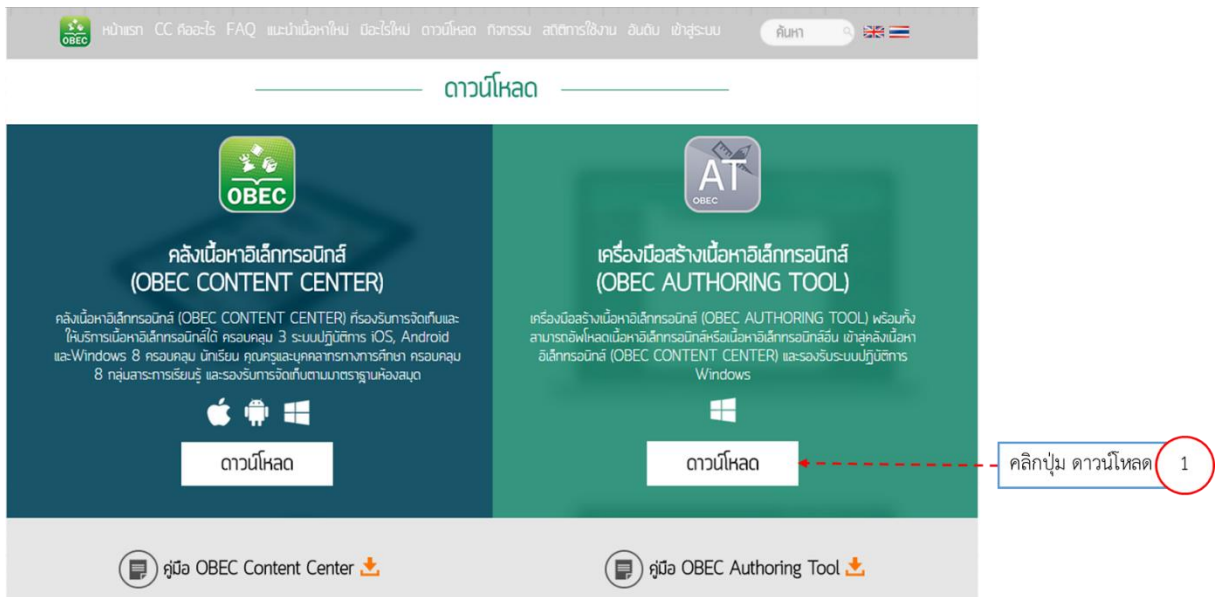 OBEC หน้าแรก CC คืออะไร FAQ แนะนำเนื้อหาใหม่ มีอะไรใหม่ ดาวน์โหลด กิจกรรม สถิติการใช้งาน อันดับ เข้าสู่ระบบ ค้นหา
ดาวน์โหลด
OBEC
คลังเนื้อหาอิเล็กทรอนิกส์
(OBEC CONTENT CENTER)
คลังเนื้อหาอิเล็กทรอนิกส์ (OBEC CONTENT CENTER) ที่รองรับการจัดเก็บและ
ให้บริการเนื้อหาอิเล็กทรอนิกส์ได้ ครอบคลุม 3 ระบบปฏิบัติการ iOS, Android
และWindows 8 ครอบคลุม นักเรียน คุณครูและบุคคลากรทางการศึกษา ครอบคลุม
8 กลุ่มสาระการเรียนรู้ และรองรับการจัดเก็บตามมาตราฐานห้องสมุด
ดาวน์โหลด
AT
OBEC
เครื่องมือสร้างเนื้อหาอิเล็กทรอนิกส์
(OBEC AUTHORING TOOL)
เครื่องมือสร้างเนื้อหาอิเล็กทรอนิกส์ (OBEC AUTHORING TOOL) พร้อมทั้ง
สามารถอัพโหลดเนื้อหาอิเล็กทรอนิกส์หรือเนื้อหาอิเล็กทรอนิกส์อื่น เข้าสู่คลังเนื้อหา
อิเล็กทรอนิกส์ (OBEC CONTENT CENTER) และรองรับระบบปฏิบัติการ
Windows
ดาวน์โหลด
คลิกปุ่ม ดาวน์โหลด 1
คู่มือ OBEC Content Center
คู่มือ OBEC Authoring Tool